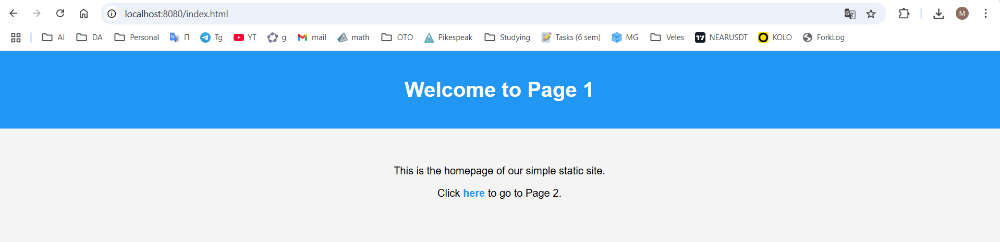 localhost:8080/index.html
M
AI DA Personal П Tg YT g mail math OTO Pikespeak Studying Tasks (6 sem) MG Veles NEARUSDT KOLO ForkLog
Welcome to Page 1
This is the homepage of our simple static site.
Click here to go to Page 2.